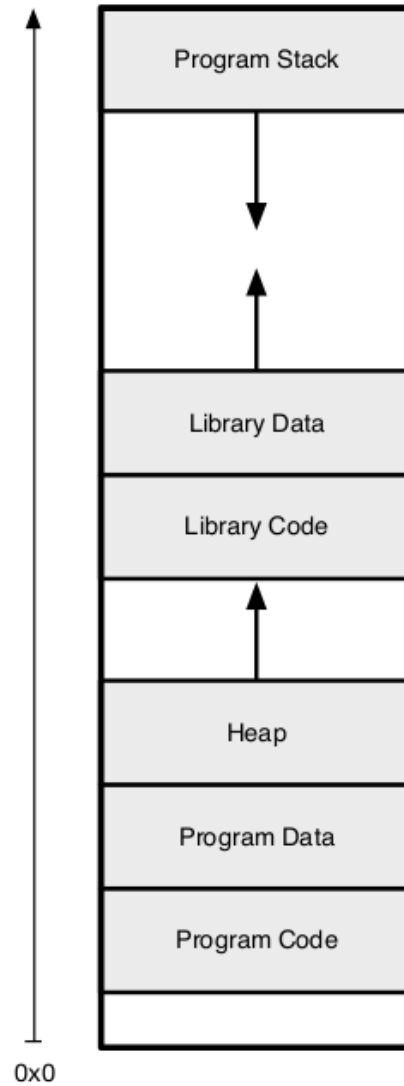 Program Stack
Library Data
Library Code
Heap
Program Data
Program Code
0x0